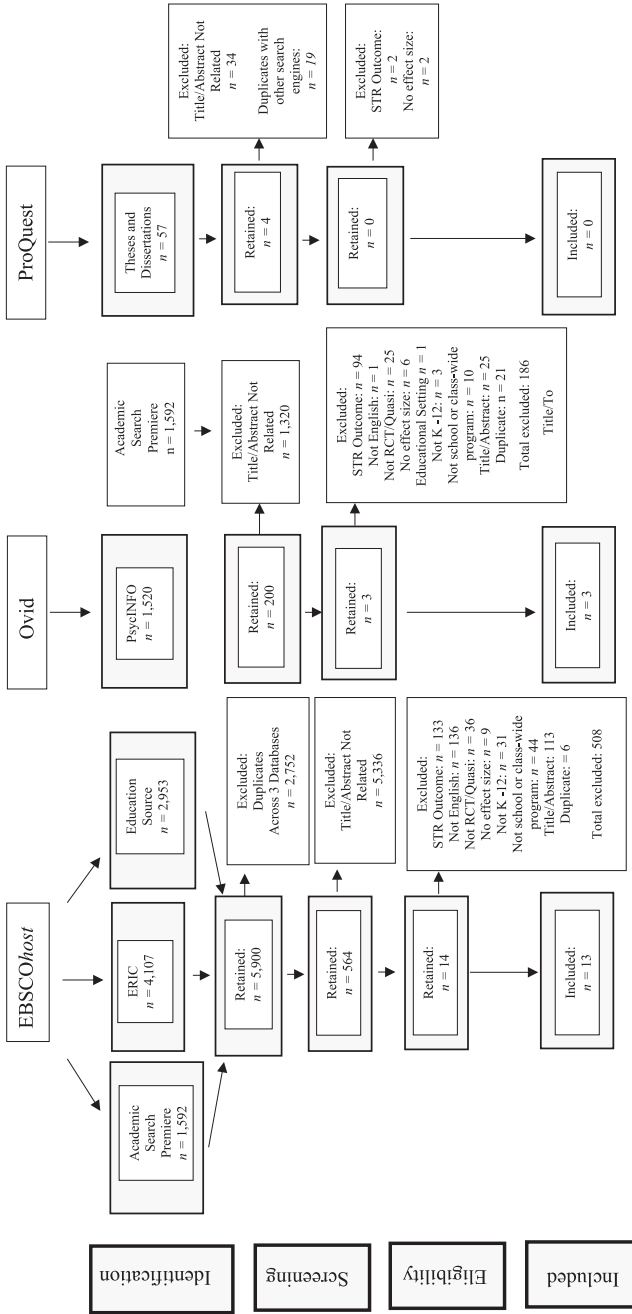 EBSCOhost
Ovid
ProQuest
Identification
Academic
Search
Premiere
n = 1,592
ERIC
n = 4,107
Education
Source
n = 2,953
PsycINFO
n = 1,520
Academic
Search
Premiere
n = 1,592
Theses and
Dissertations
n = 57
Screening
Retained:
n = 5,900
Excluded:
Duplicates
Across 3 Databases
n = 2,752
Retained:
n = 564
Excluded:
Title/Abstract Not
Related
n = 5,336
Retained:
n = 200
Excluded:
Title/Abstract Not
Related
n = 1,320
Retained:
n = 4
Excluded:
Title/Abstract Not
Related
n = 34
Duplicates with
other search
engines:
n = 19
Eligibility
Retained:
n = 14
Excluded:
STR Outcome: n = 133
Not English: n = 136
Not RCT/Quasi: n = 36
No effect size: n = 9
Not K -12: n = 31
Not school or class-wide
program: n = 44
Title/Abstract: 113
Duplicate: = 6
Total excluded: 508
Retained:
n = 3
Excluded:
STR Outcome: n = 94
Not English: n = 1
Not RCT/Quasi: n = 25
No effect size: n = 6
Educational Setting n = 1
Not K -12: n = 3
Not school or class-wide
program: n = 10
Title/Abstract: n = 25
Duplicate: n = 21
Total excluded: 186
Title/To
Retained:
n = 0
Excluded:
STR Outcome:
n = 2
No effect size:
n = 2
Included
Included:
n = 13
Included:
n = 3
Included:
n = 0